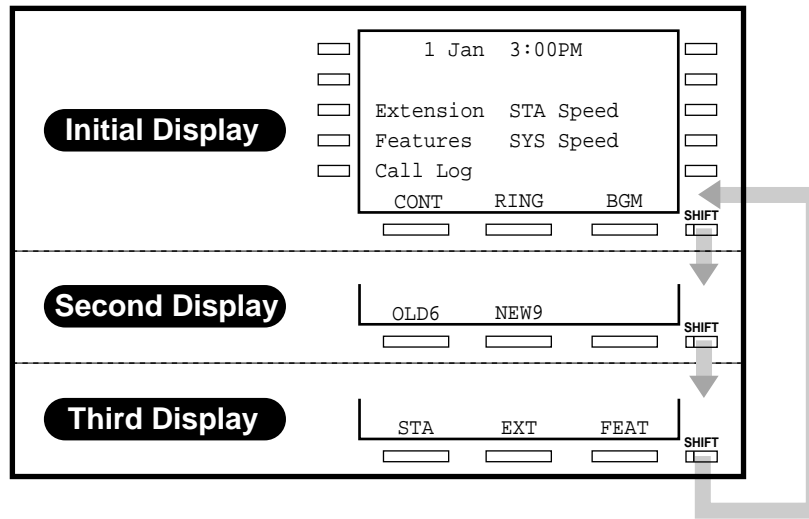 1 Jan 3:00PM
Initial Display
Extension STA Speed
Features SYS Speed
Call Log
CONT RING BGM
SHIFT
Second Display
OLD6 NEW9
SHIFT
Third Display
STA EXT FEAT
SHIFT